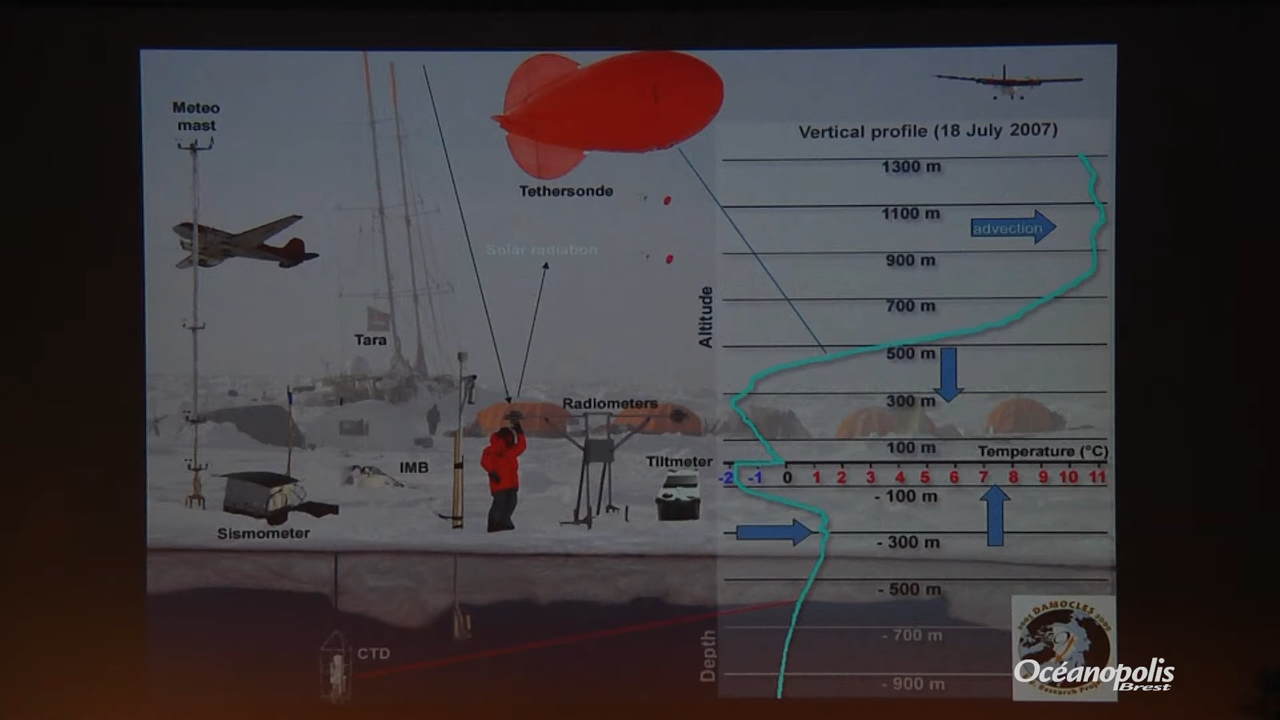 Meteo
mast
Tethersonde
Solar radiation
Tara
Radiometers
IMB
Tiltmeter
Sismometer
CTD
Vertical profile (18 July 2007)
1300 m
1100 m
advection
900 m
700 m
500 m
300 m
100 m
Altitude
Temperature (°C)
-2 -1 0 1 2 3 4 5 6 7 8 9 10 11
- 100 m
- 300 m
- 500 m
- 700 m
- 900 m
Depth
DAMOCLES
Océanopolis
Brest